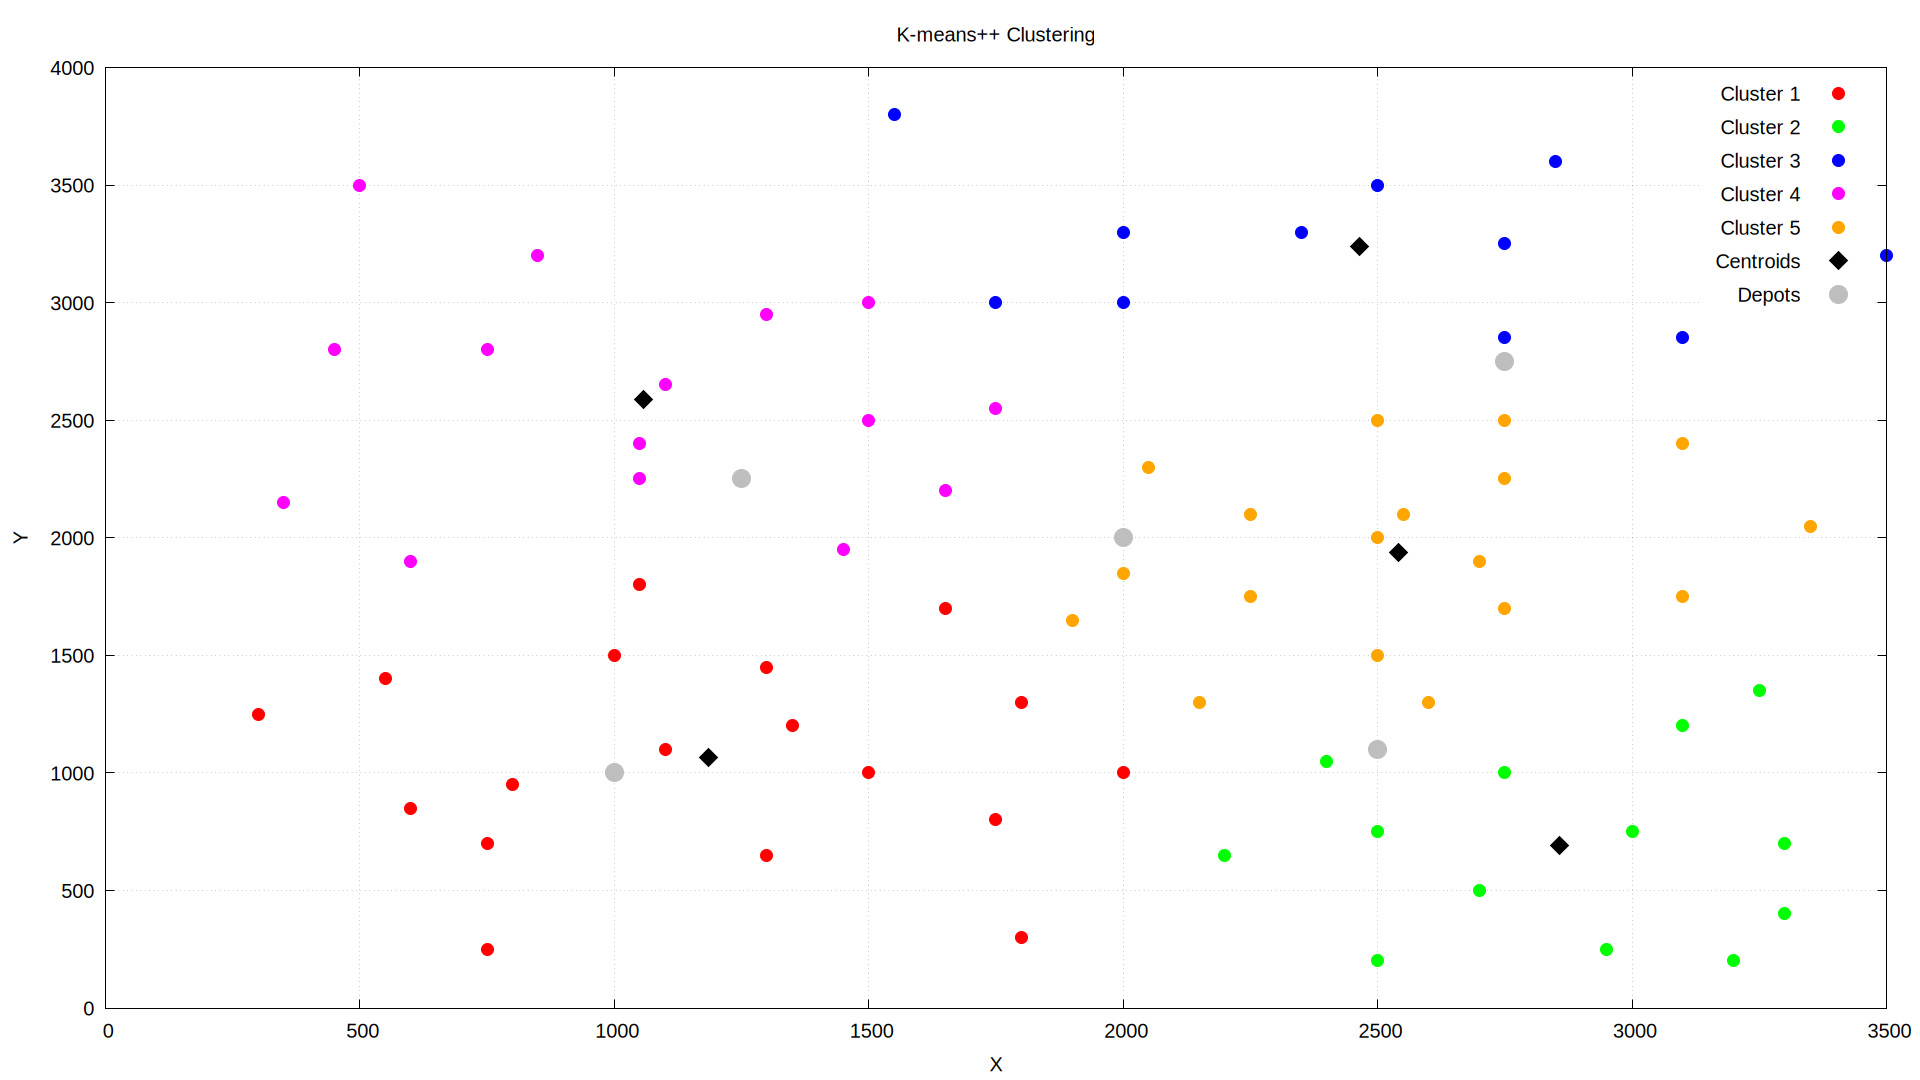 K-means++ Clustering
4000
3500
3000
2500
2000
1500
1000
500
0
Y
Cluster 1
Cluster 2
Cluster 3
Cluster 4
Cluster 5
Centroids
Depots
0 500 1000 1500 2000 2500 3000 3500
X